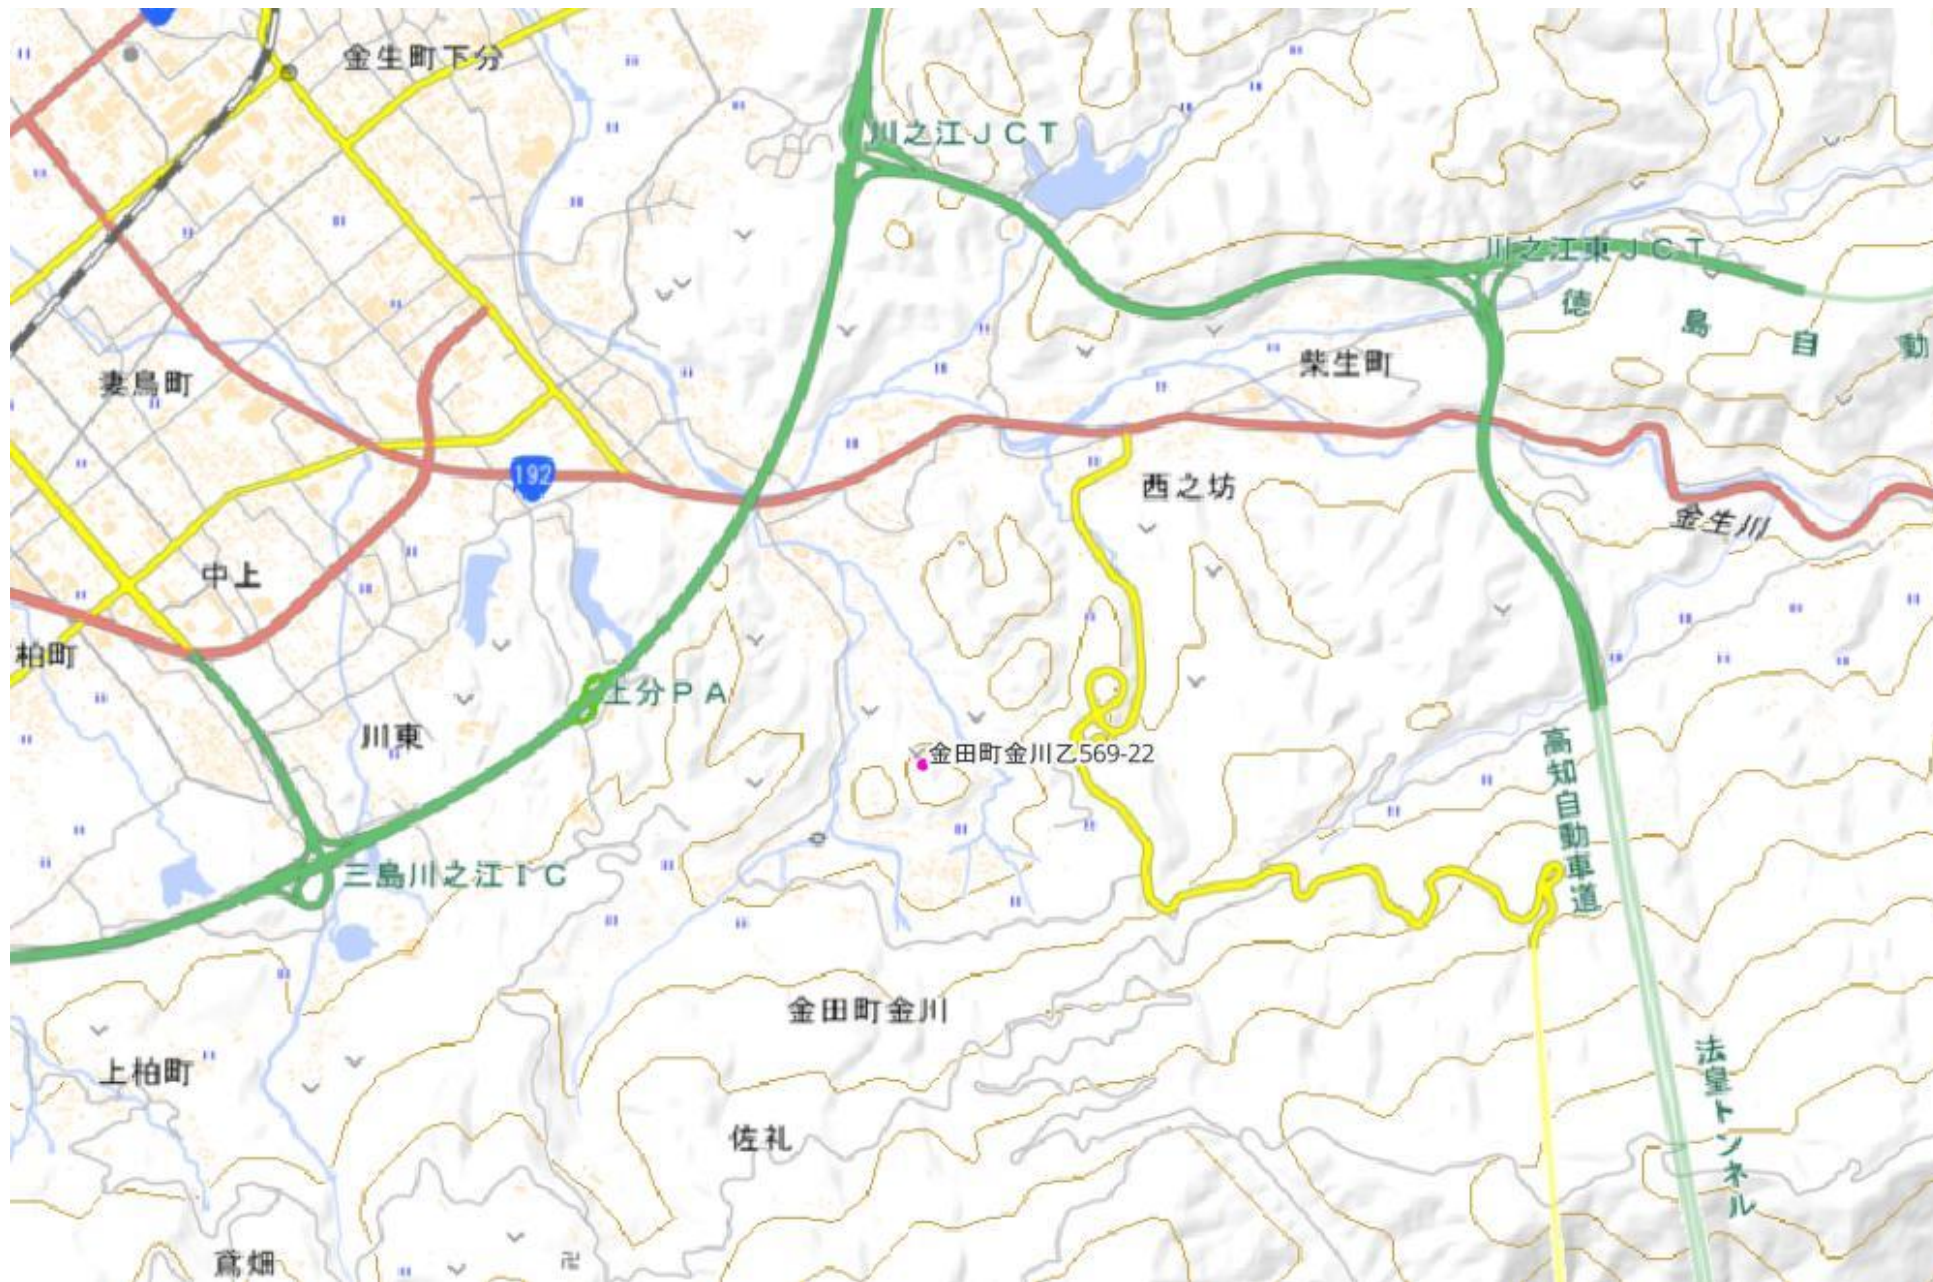 金生町下分
川之江JCT
川之江東JCT
徳島自動
柴生町
妻鳥町
192
西之坊
金生川
中上
柏町
上分PA
川東
金田町金川乙569-22
高知自動車道
三島川之江IC
金田町金川
上柏町
法皇トンネル
佐礼
鳶畑